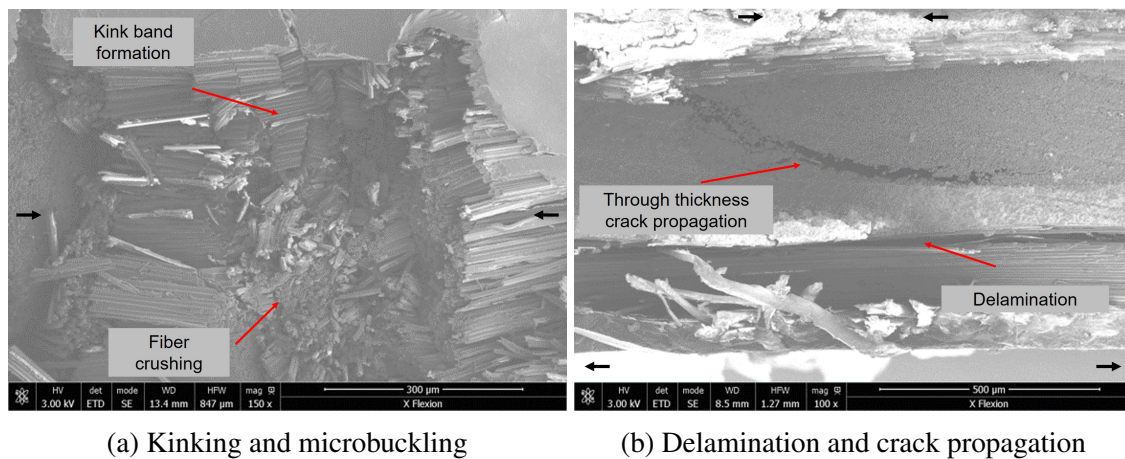 Kink band
formation
Fiber
crushing
HV det mode WD HFW mag
3.00 kV ETD SE 13.4 mm 847 µm 150 x
300 µm
X Flexion
Through thickness
crack propagation
Delamination
HV det mode WD HFW mag
3.00 kV ETD SE 8.5 mm 1.27 mm 100 x
500 µm
X Flexion
(a) Kinking and microbuckling
(b) Delamination and crack propagation